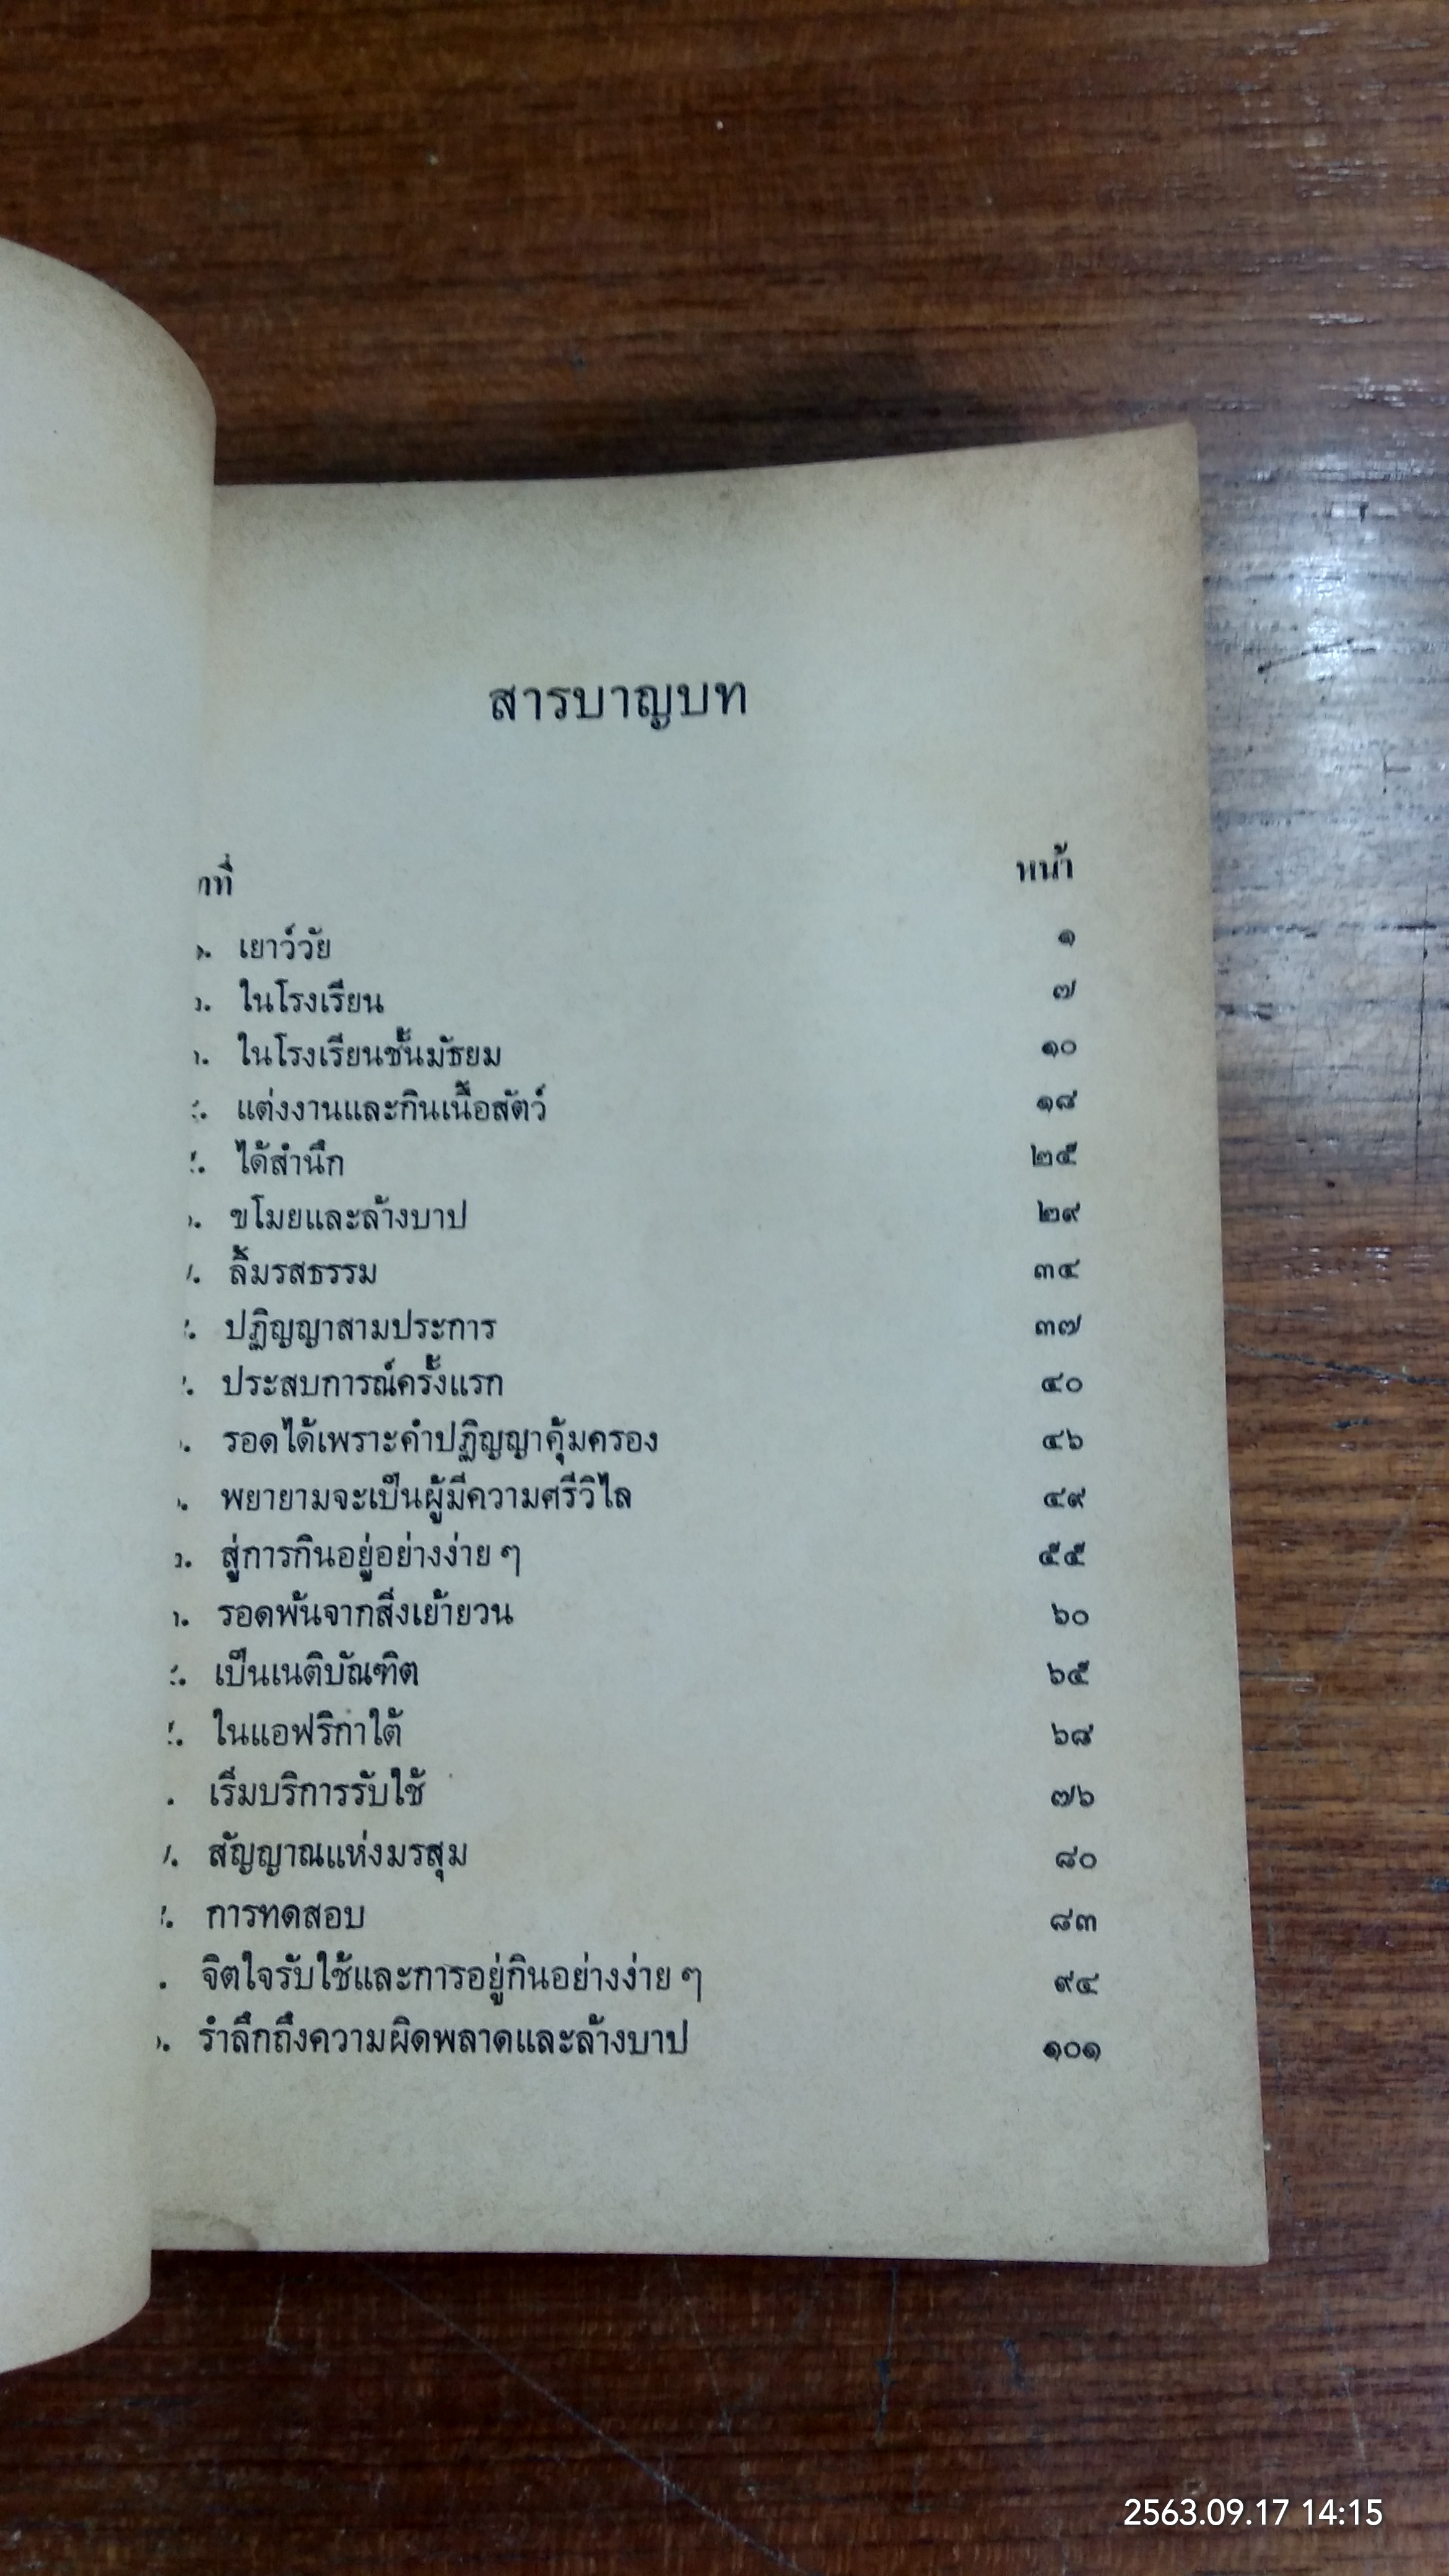 สารบาญบท
ที่ หน้า
เยาว์วัย ๑
ในโรงเรียน ๗
ในโรงเรียนชั้นมัธยม ๑๐
แต่งงานและกินเนื้อสัตว์ ๑๘
ได้สำนึก ๒๕
ขโมยและล้างบาป ๒๙
ลิ้มรสธรรม ๓๔
ปฏิญญาสามประการ ๓๗
ประสบการณ์ครั้งแรก ๔๐
รอดได้เพราะคำปฏิญญาคุ้มครอง ๔๖
พยายามจะเป็นผู้มีความศรีวิไล ๔๙
สู่การกินอยู่อย่างง่าย ๆ ๕๕
รอดพ้นจากสิ่งเย้ายวน ๖๐
เป็นเนติบัณฑิต ๖๕
ในแอฟริกาใต้ ๖๘
เริ่มบริการรับใช้ ๗๖
สัญญาณแห่งมรสุม ๘๐
การทดสอบ ๘๓
จิตใจรับใช้และการอยู่กินอย่างง่าย ๆ ๙๔
รำลึกถึงความผิดพลาดและล้างบาป ๑๐๑
2563.09.17 14:15